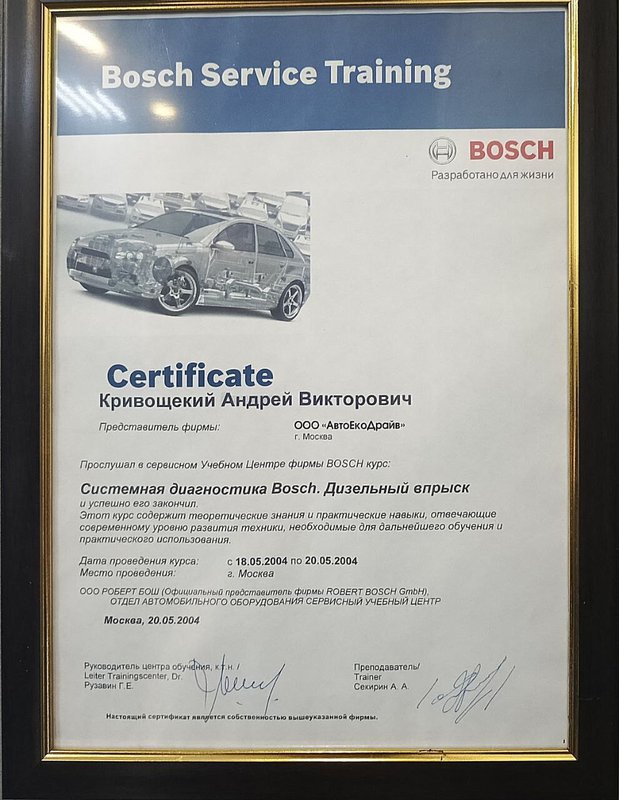 Bosch Service Training
BOSCH
Разработано для жизни
Certificate
Кривощекий Андрей Викторович
Представитель фирмы: ООО «АвтоЕкоДрайв»
г. Москва
Прослушал в сервисном Учебном Центре фирмы BOSCH курс:
Системная диагностика Bosch. Дизельный впрыск
и успешно его закончил.
Этот курс содержит теоретические знания и практические навыки, отвечающие
современному уровню развития техники, необходимые для дальнейшего обучения и
практического использования.
Дата проведения курса: с 18.05.2004 по 20.05.2004
Место проведения: г. Москва
ООО РОБЕРТ БОШ (Официальный представитель фирмы ROBERT BOSCH GmbH),
ОТДЕЛ АВТОМОБИЛЬНОГО ОБОРУДОВАНИЯ СЕРВИСНЫЙ УЧЕБНЫЙ ЦЕНТР
Москва, 20.05.2004
Руководитель центра обучения, к.т.н. /
Leiter Trainingscenter, Dr.
Рузавин Г.Е.
Преподаватель/
Trainer
Секирин А. А.
Настоящий сертификат является собственностью вышеуказанной фирмы.